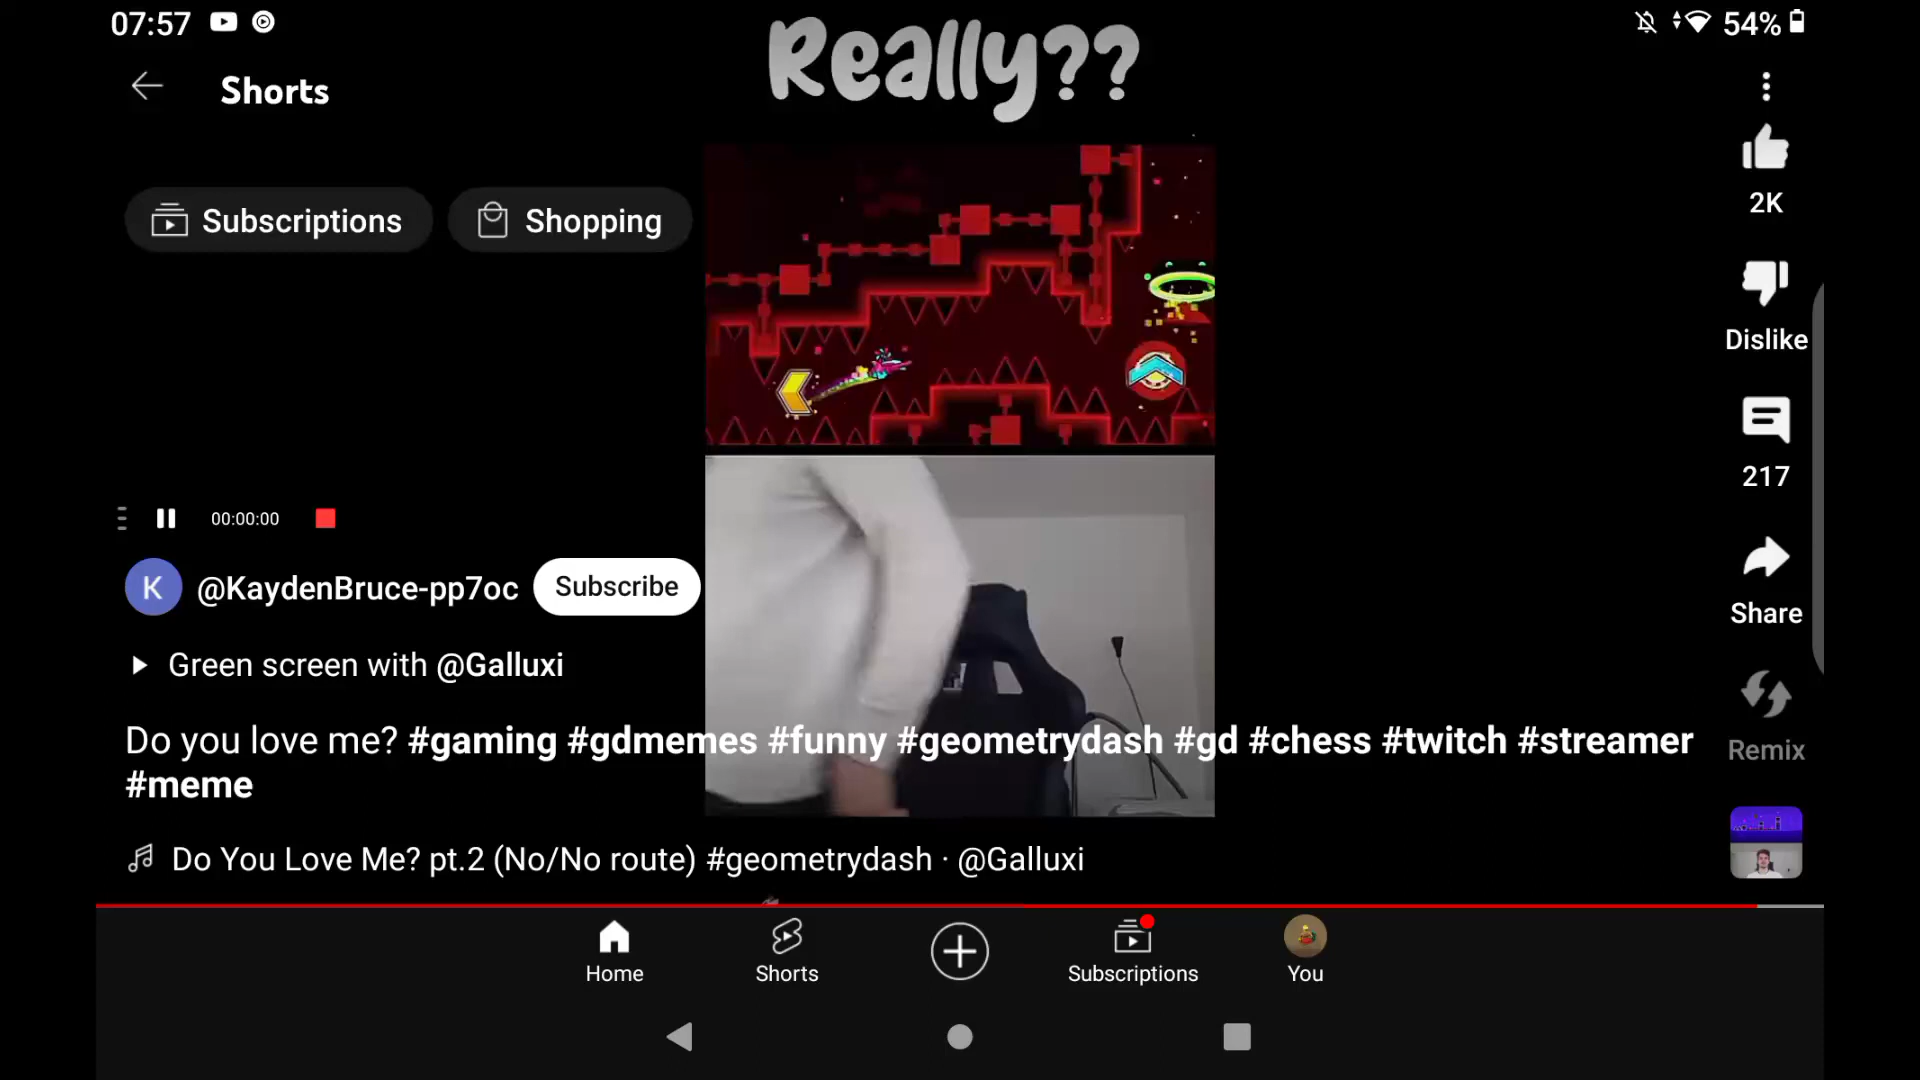 07:57
54%
Really??
Shorts
Subscriptions
Shopping
2K
Dislike
217
00:00:00
K
@KaydenBruce-pp7oc
Subscribe
Share
Green screen with @Galluxi
Do you love me? #gaming #gdmemes #funny #geometrydash #gd #chess #twitch #streamer
#meme
Remix
Do You Love Me? pt.2 (No/No route) #geometrydash · @Galluxi
Home
Shorts
Subscriptions
You